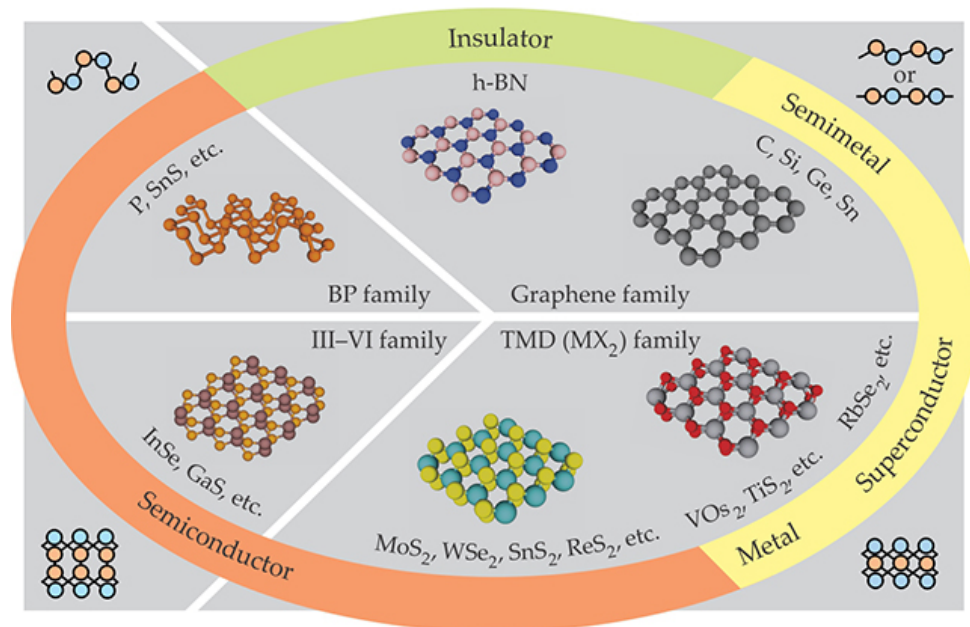 Insulator
h-BN
or
Semimetal
C, Si, Ge, Sn
P, SnS, etc.
BP family
Graphene family
III–VI family
TMD (MX₂) family
RbSe₂, etc.
InSe, GaS, etc.
Superconductor
VOs₂, TiS₂, etc.
Semiconductor
MoS₂, WSe₂, SnS₂, ReS₂, etc.
Metal